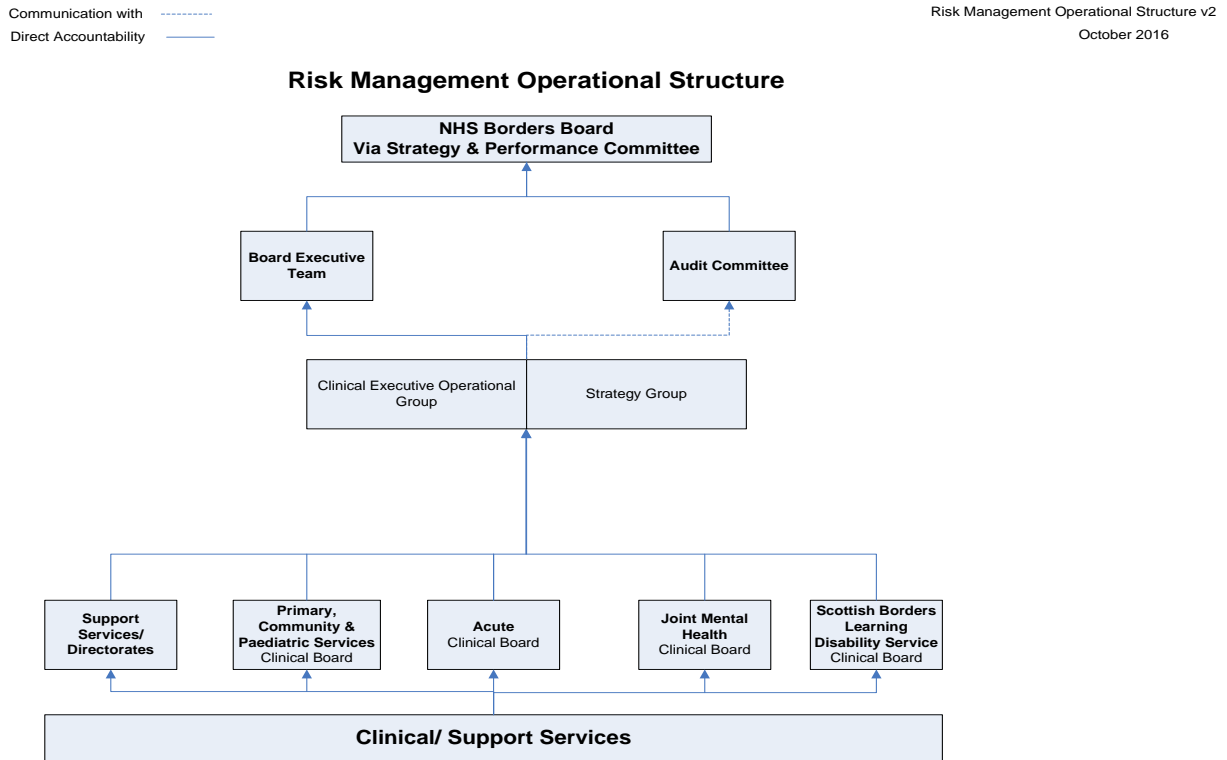 Communication with
Direct Accountability
Risk Management Operational Structure v2
October 2016
Risk Management Operational Structure
NHS Borders Board
Via Strategy & Performance Committee
Board Executive
Team
Audit Committee
Clinical Executive Operational
Group
Strategy Group
Support
Services/
Directorates
Primary,
Community &
Paediatric Services
Clinical Board
Acute
Clinical Board
Joint Mental
Health
Clinical Board
Scottish Borders
Learning
Disability Service
Clinical Board
Clinical/ Support Services